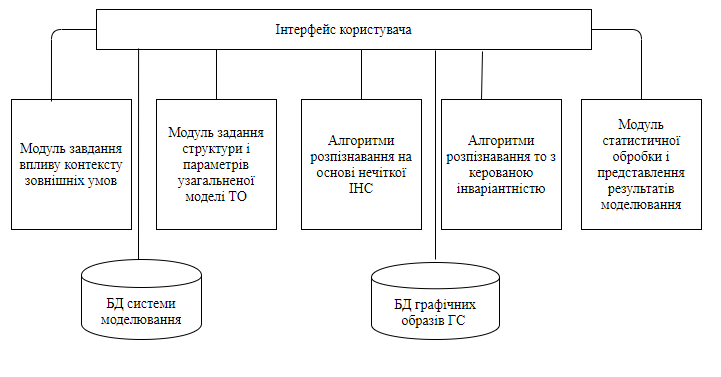 Інтерфейс користувача
Модуль завдання
впливу контексту
зовнішніх умов
Модуль задання
структури і
параметрів
узагальненої
моделі ТО
Алгоритми
розпізнавання на
основі нечіткої
ІНС
Алгоритми
розпізнавання то з
керованою
інваріантністю
Модуль
статистичної
обробки і
представлення
результатів
моделювання
БД системи
моделювання
БД графічних
образів ГС